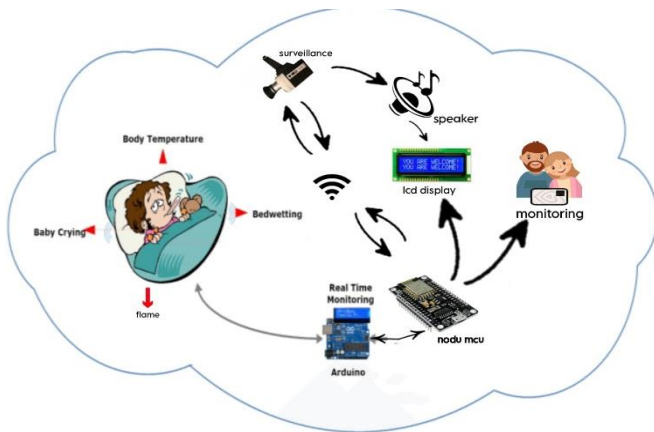 surveillance
speaker
Body Temperature
YOU ARE WELCOME!
YOU ARE WELCOME!
lcd display
monitoring
Baby Crying
Bedwetting
Real Time
Monitoring
flame
nodu mcu
Arduino